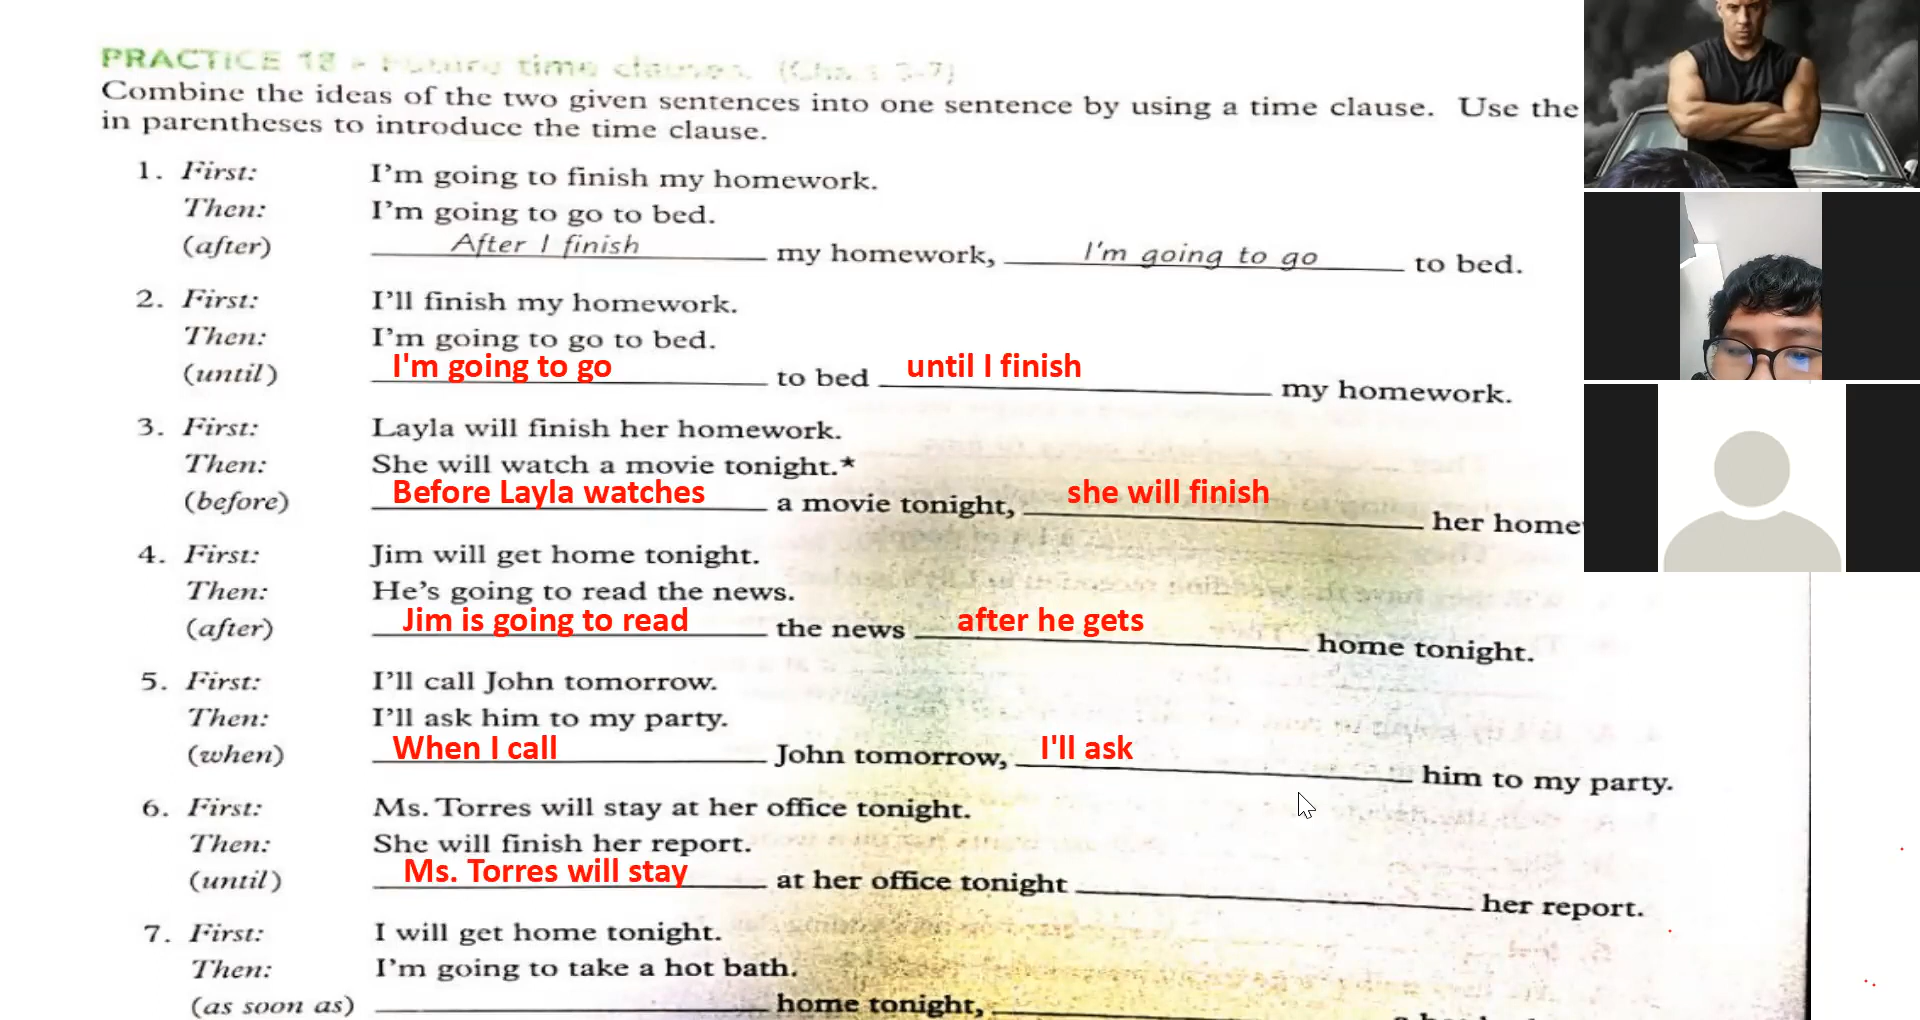 PRACTICE 18 ▸ Future time clauses. (Chart 3-7)
Combine the ideas of the two given sentences into one sentence by using a time clause. Use the
in parentheses to introduce the time clause.
1. First: I'm going to finish my homework.
Then: I'm going to go to bed.
(after) After I finish my homework, I'm going to go to bed.
2. First: I'll finish my homework.
Then: I'm going to go to bed.
(until) I'm going to go to bed until I finish my homework.
3. First: Layla will finish her homework.
Then: She will watch a movie tonight.*
(before) Before Layla watches a movie tonight, she will finish her home
4. First: Jim will get home tonight.
Then: He's going to read the news.
(after) Jim is going to read the news after he gets home tonight.
5. First: I'll call John tomorrow.
Then: I'll ask him to my party.
(when) When I call John tomorrow, I'll ask him to my party.
6. First: Ms. Torres will stay at her office tonight.
Then: She will finish her report.
(until) Ms. Torres will stay at her office tonight her report.
7. First: I will get home tonight.
Then: I'm going to take a hot bath.
(as soon as) home tonight,